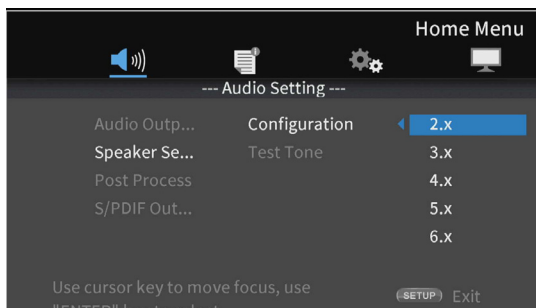 Home Menu
--- Audio Setting ---
Audio Outp... Configuration 2.x
Speaker Se... Test Tone 3.x
Post Process 4.x
S/PDIF Out... 5.x
6.x
Use cursor key to move focus, use
SETUP Exit
"ENTER"